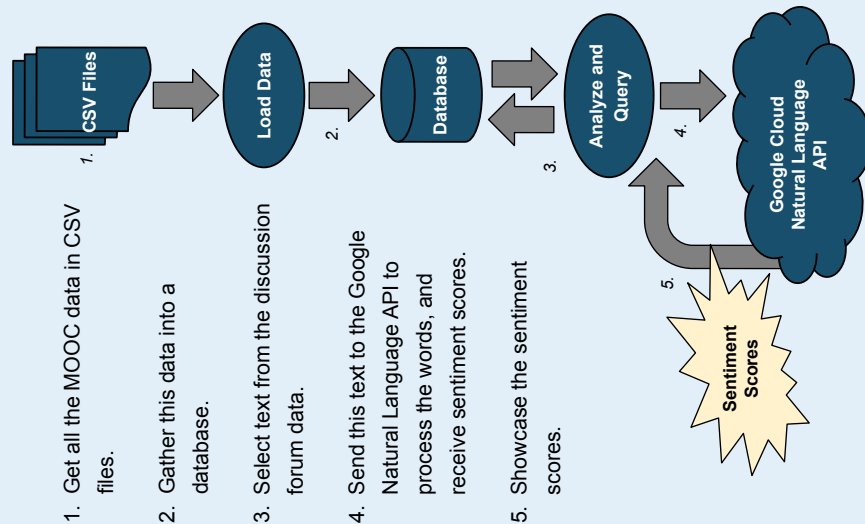 1. Get all the MOOC data in CSV
files.
2. Gather this data into a
database.
3. Select text from the discussion
forum data.
4. Send this text to the Google
Natural Language API to
process the words, and
receive sentiment scores.
5. Showcase the sentiment
scores.
1.
CSV Files
Load Data
2.
Database
3.
Analyze and
Query
4.
Google Cloud
Natural Language
API
5.
Sentiment
Scores